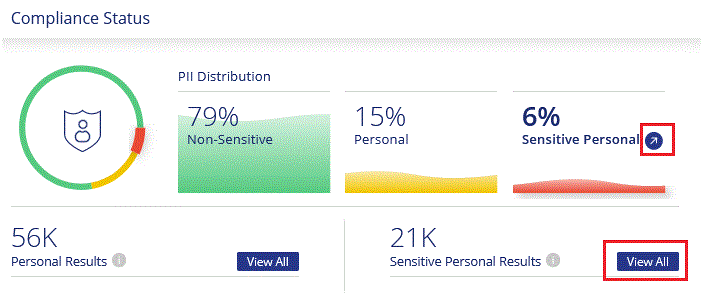 Compliance Status
PII Distribution
79%
Non-Sensitive
15%
Personal
6%
Sensitive Personal
56K
Personal Results i
View All
21K
Sensitive Personal Results i
View All